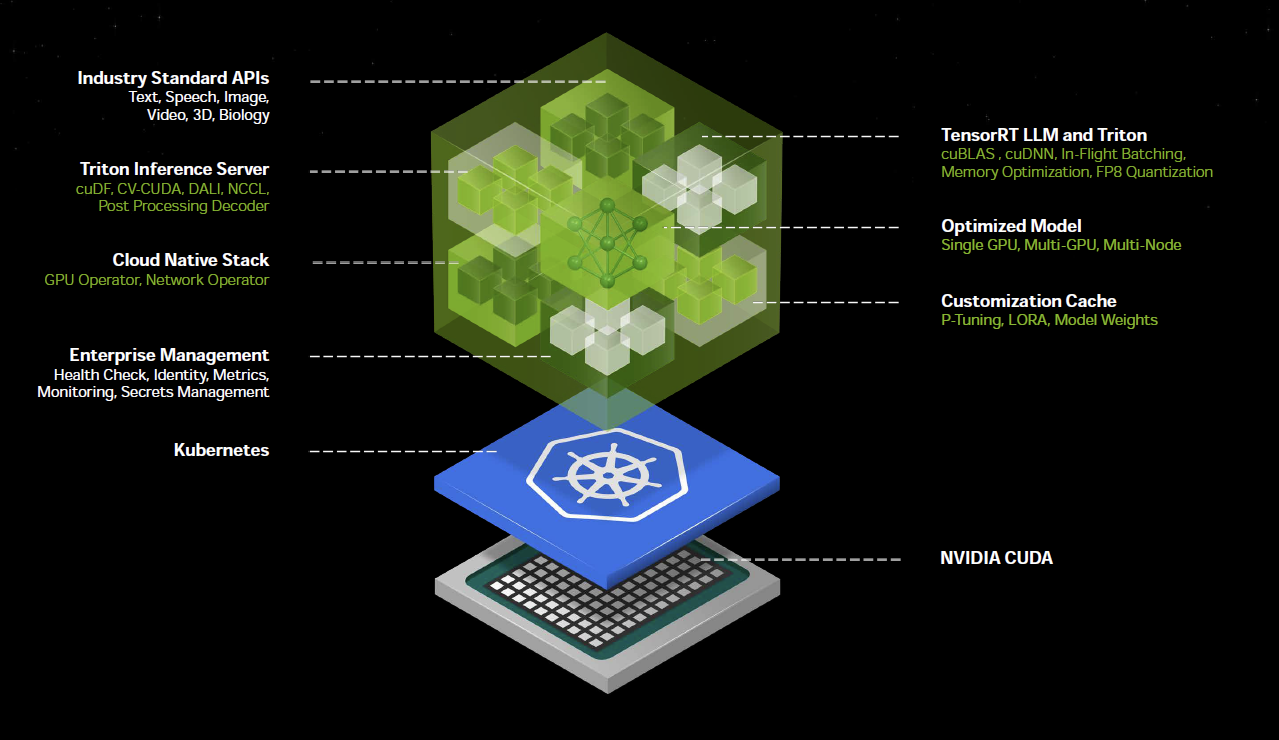 Industry Standard APIs
Text, Speech, Image,
Video, 3D, Biology
Triton Inference Server
cuDF, CV-CUDA, DALI, NCCL,
Post Processing Decoder
Cloud Native Stack
GPU Operator, Network Operator
Enterprise Management
Health Check, Identity, Metrics,
Monitoring, Secrets Management
Kubernetes
TensorRT LLM and Triton
cuBLAS , cuDNN, In-Flight Batching,
Memory Optimization, FP8 Quantization
Optimized Model
Single GPU, Multi-GPU, Multi-Node
Customization Cache
P-Tuning, LORA, Model Weights
NVIDIA CUDA